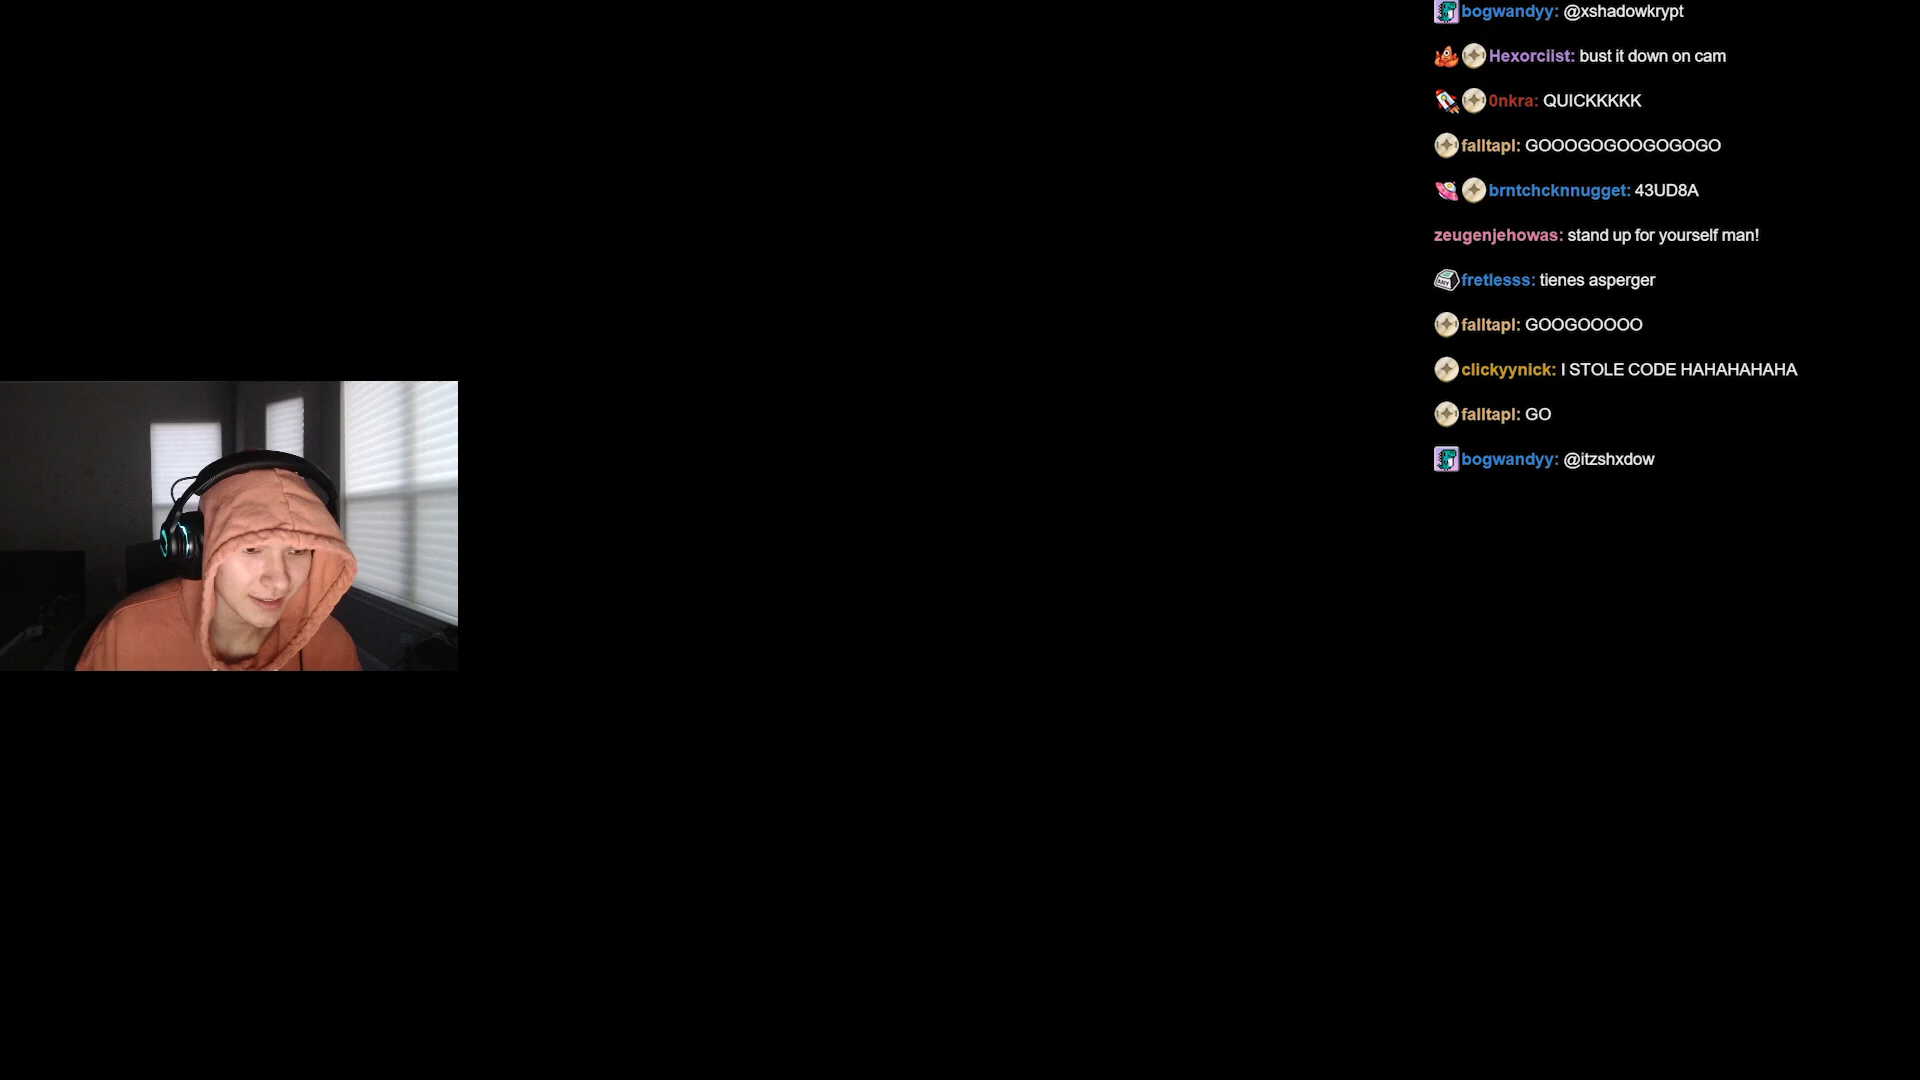 bogwandyy: @xshadowkrypt
Hexorciist: bust it down on cam
0nkra: QUICKKKKK
falltapl: GOOOGOGOOGOGOGO
brntchcknnugget: 43UD8A
zeugenjehowas: stand up for yourself man!
fretlesss: tienes asperger
falltapl: GOOGOOOOO
clickyynick: I STOLE CODE HAHAHAHAHA
falltapl: GO
bogwandyy: @itzshxdow